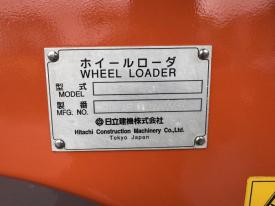 ホイールローダ
WHEEL LOADER
型式
MODEL
製番
MFG. NO.
日立建機株式会社
Hitachi Construction Machinery Co.,Ltd.
Tokyo Japan